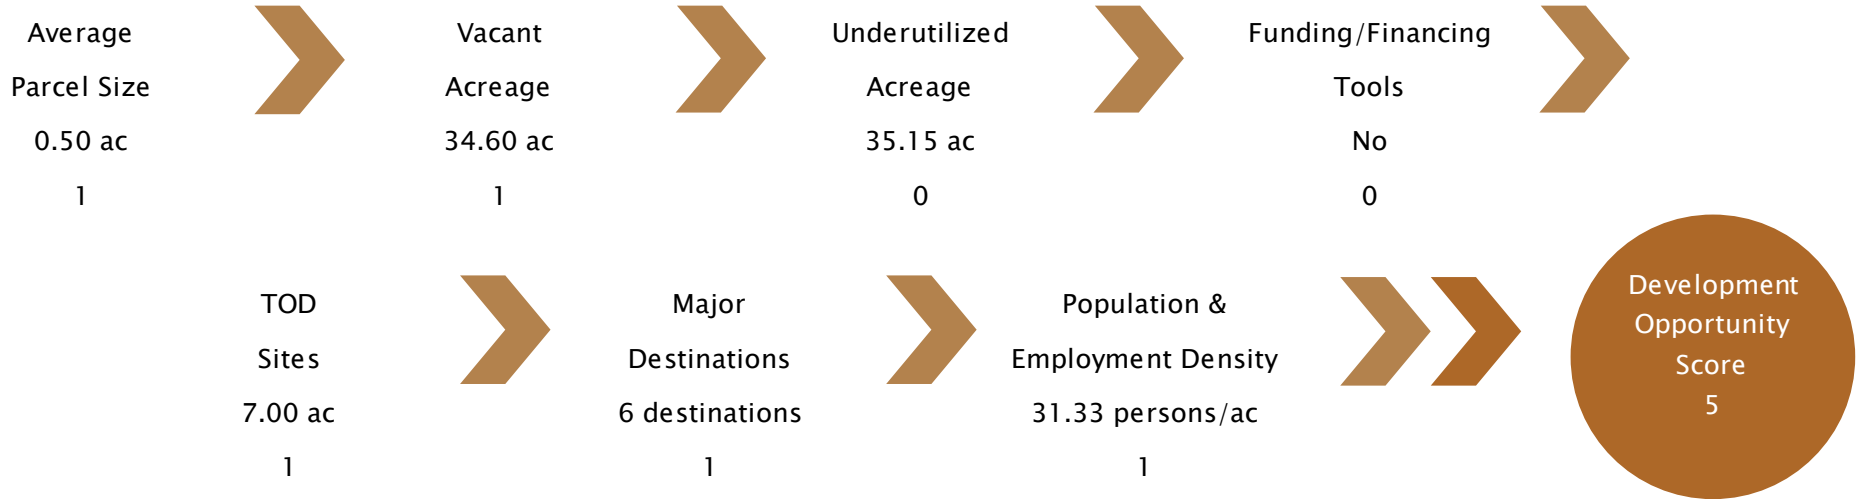 Average
Parcel Size
0.50 ac
1
Vacant
Acreage
34.60 ac
1
Underutilized
Acreage
35.15 ac
0
Funding/Financing
Tools
No
0
TOD
Sites
7.00 ac
1
Major
Destinations
6 destinations
1
Population &
Employment Density
31.33 persons/ac
1
Development
Opportunity
Score
5